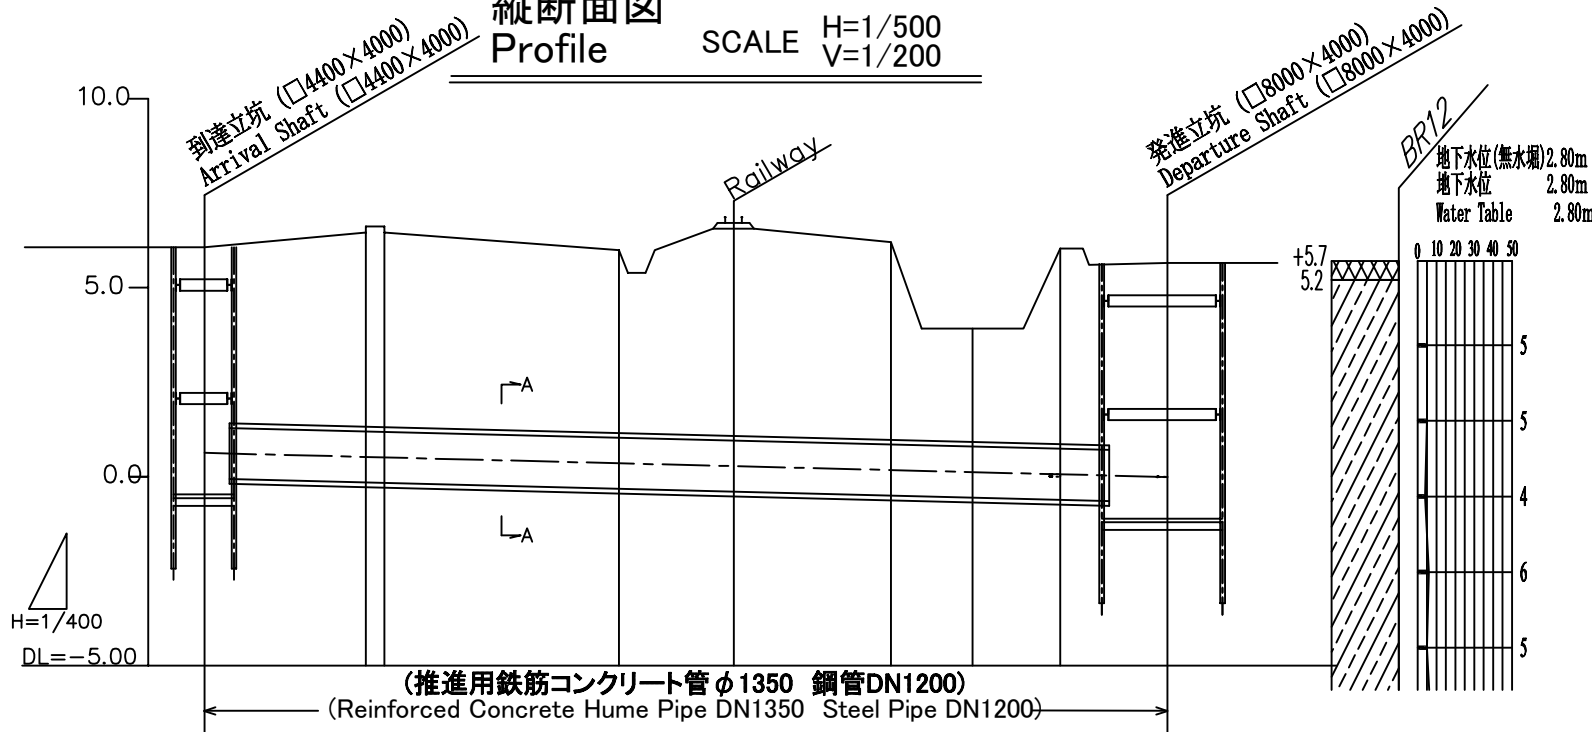 縦断面図
Profile
SCALE H=1/500
V=1/200
到達立坑 (□4400×4000)
Arrival Shaft (□4400×4000)
発進立坑 (□8000×4000)
Departure Shaft (□8000×4000)
Railway
BR12
地下水位(無水堀)2.80m
地下水位 2.80m
Water Table 2.80m
10.0
5.0
0.0
+5.7
5.2
0 10 20 30 40 50
5
5
4
6
5
A
A
H=1/400
DL=-5.00
(推進用鉄筋コンクリート管φ1350 鋼管DN1200)
(Reinforced Concrete Hume Pipe DN1350 Steel Pipe DN1200)